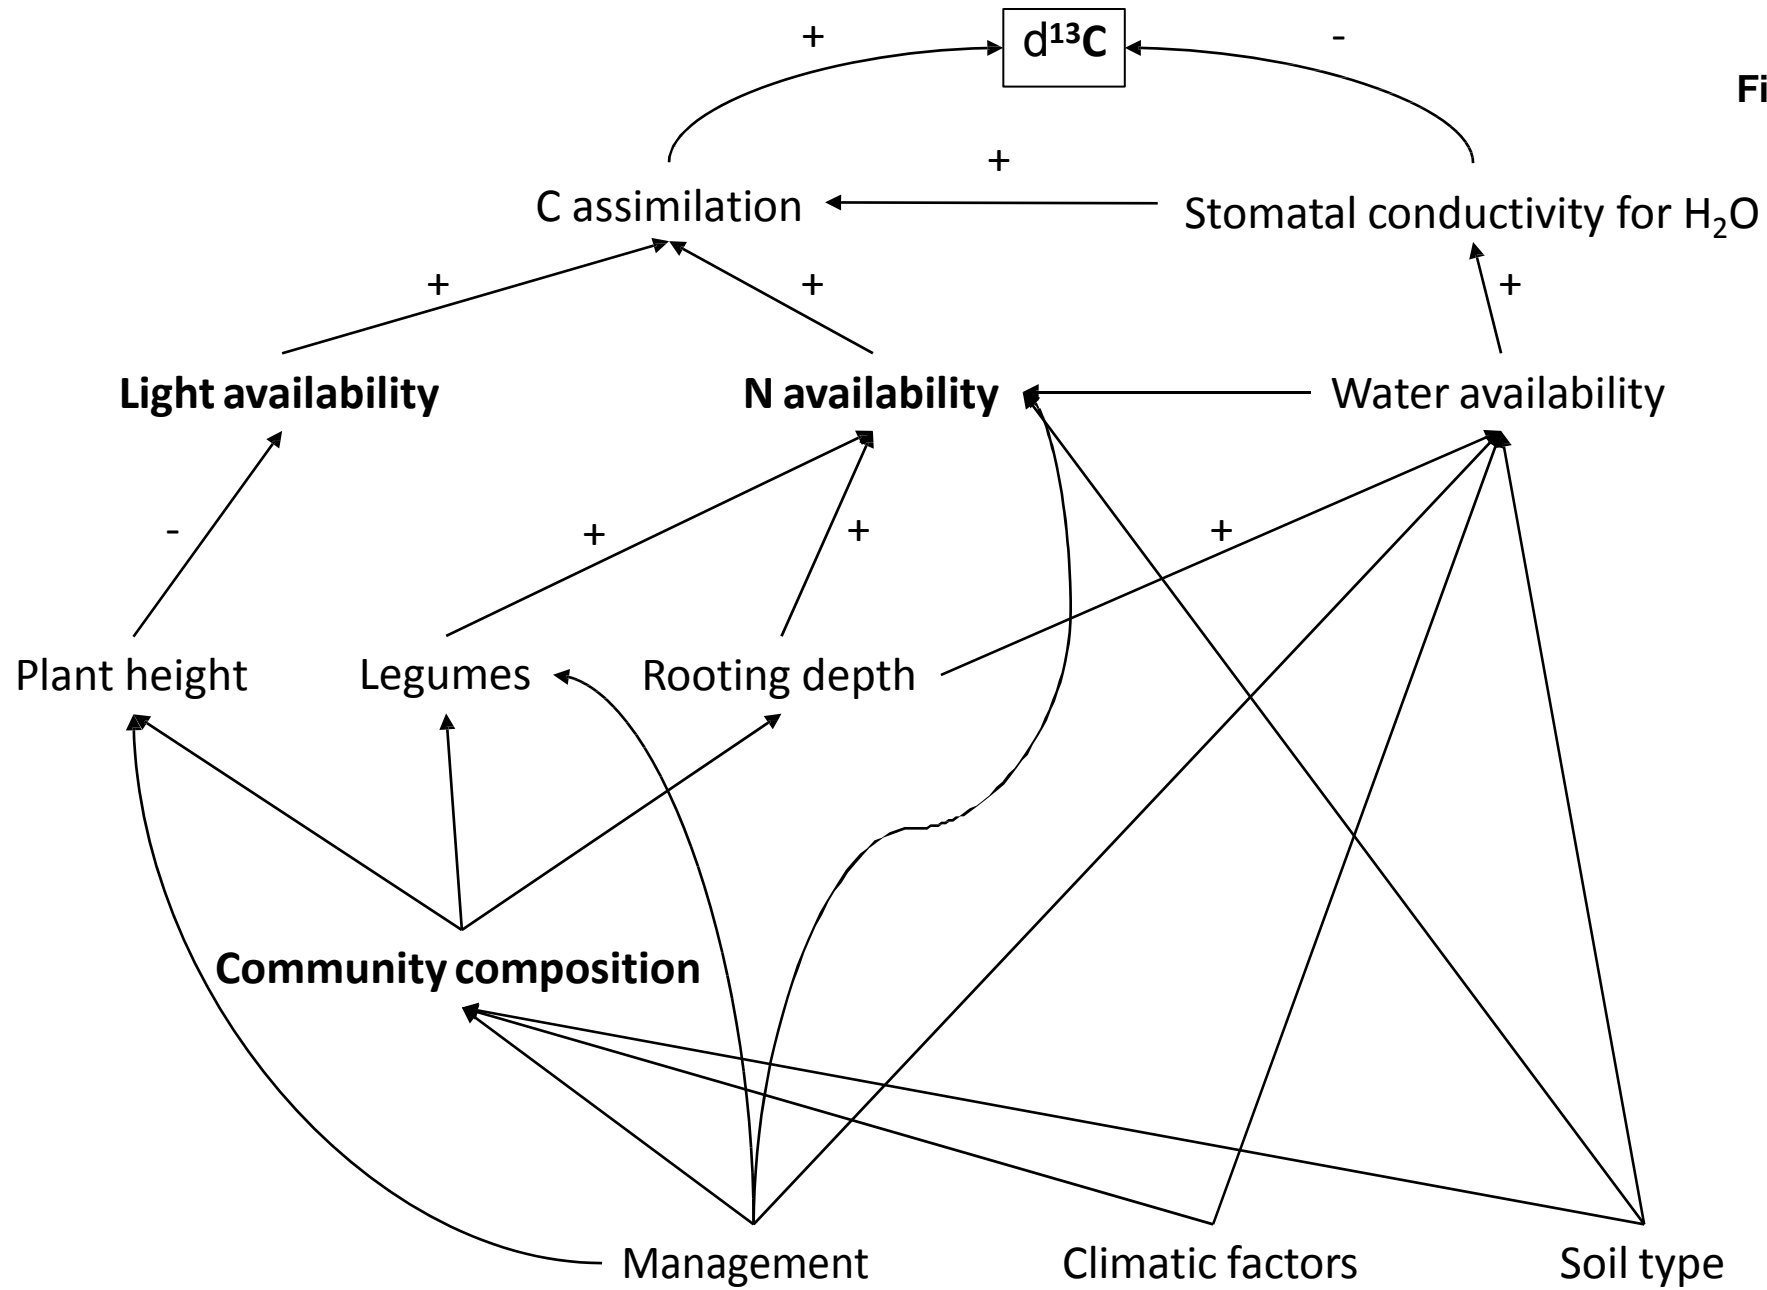 +
d¹³C
-
Fi
+
C assimilation
Stomatal conductivity for H₂O
+
+
+
Light availability
N availability
Water availability
-
+
+
+
Plant height
Legumes
Rooting depth
Community composition
Management
Climatic factors
Soil type